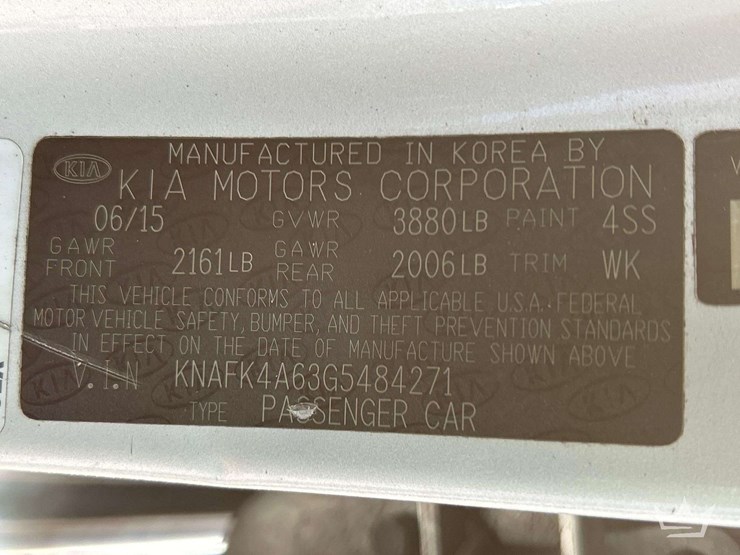 MANUFACTURED IN KOREA BY
KIA KIA MOTORS CORPORATION
06/15 GVWR 3880LB PAINT 4SS
GAWR FRONT 2161LB GAWR REAR 2006LB TRIM WK
THIS VEHICLE CONFORMS TO ALL APPLICABLE U.S.A. FEDERAL
MOTOR VEHICLE SAFETY, BUMPER, AND THEFT PREVENTION STANDARDS
IN EFFECT ON THE DATE OF MANUFACTURE SHOWN ABOVE
V.I.N KNAFK4A63G5484271
TYPE PASSENGER CAR